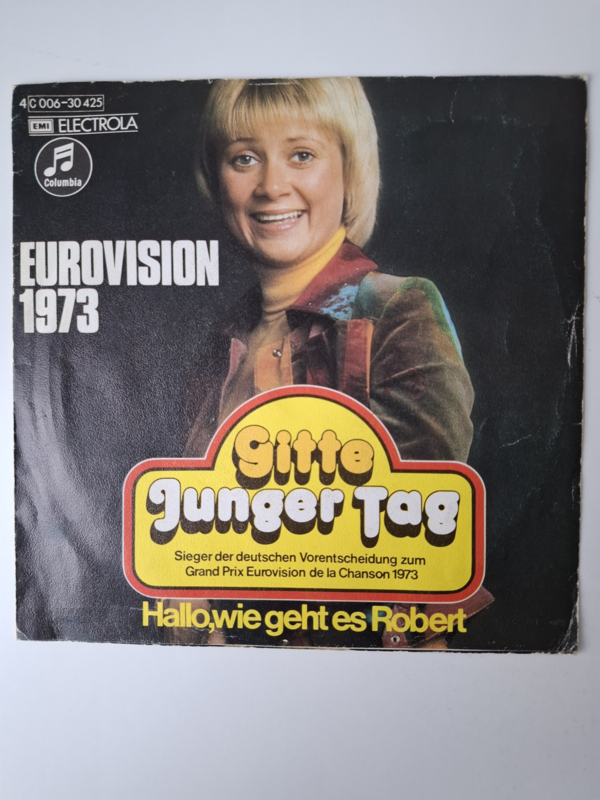 4 C 006-30 425
EMI ELECTROLA
Columbia
EUROVISION
1973
Gitte
Junger Tag
Sieger der deutschen Vorentscheidung zum
Grand Prix Eurovision de la Chanson 1973
Hallo,wie geht es Robert